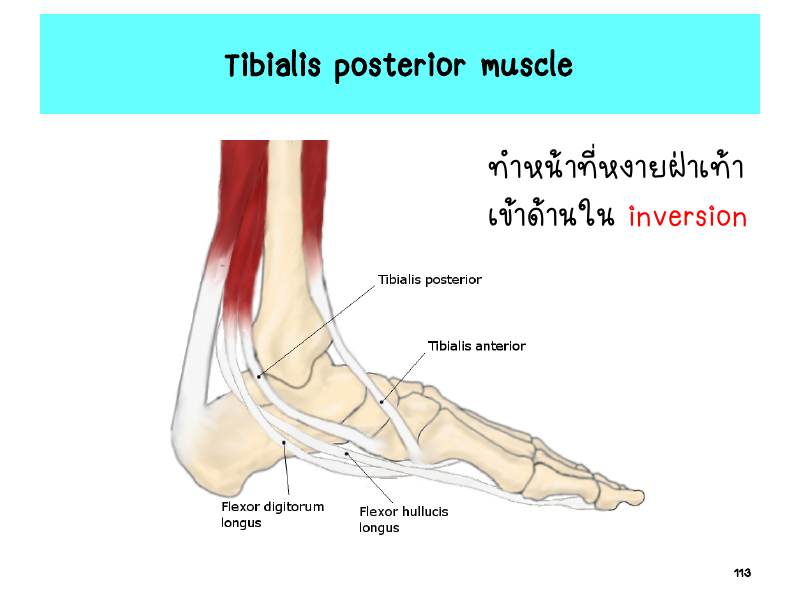 Tibialis posterior muscle
ทำหน้าที่หงายฝ่าเท้า
เข้าด้านใน inversion
Tibialis posterior
Tibialis anterior
Flexor digitorum
longus
Flexor hullucis
longus
113